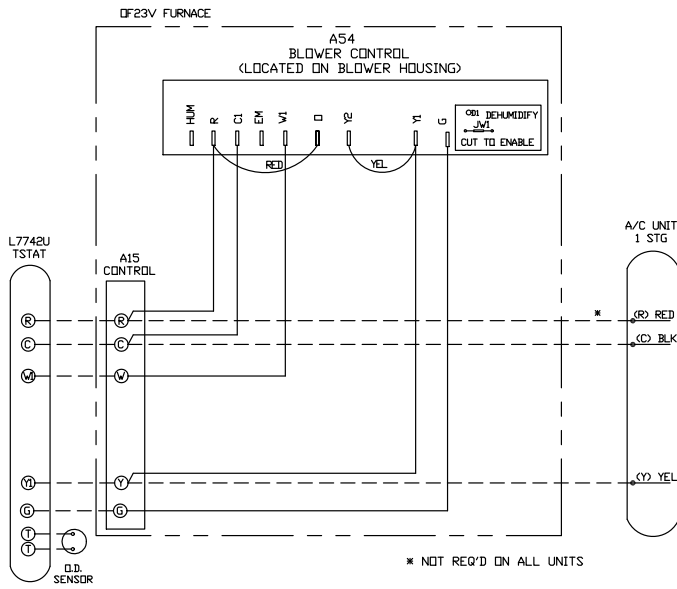 OF23V FURNACE
A54
BLOWER CONTROL
(LOCATED ON BLOWER HOUSING)
HUM R C1 EM W1 O Y2 Y1 G
OD1 DEHUMIDIFY
JW1
CUT TO ENABLE
RED YEL
L7742U
TSTAT
A15
CONTROL
A/C UNIT
1 STG
R R * (R) RED
C C (C) BLK
W1 W
Y1 Y (Y) YEL
G G
T
T
O.D.
SENSOR
* NOT REQ'D ON ALL UNITS